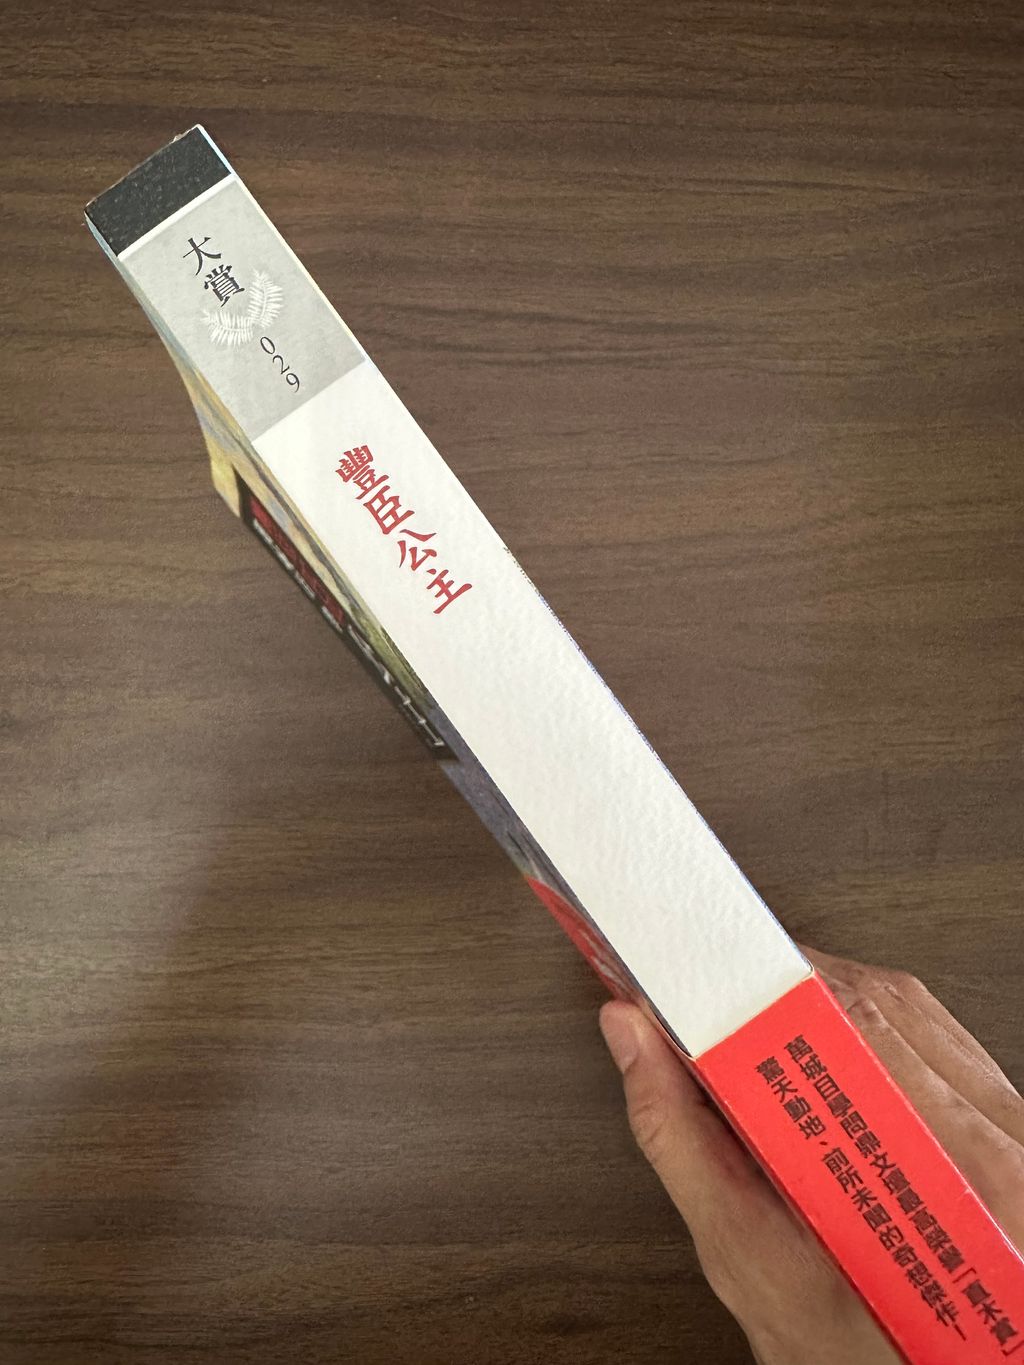 大賞
029
豐臣公主
萬城目學問鼎文壇最高榮譽「直木賞」
驚天動地、前所未聞的奇想傑作！